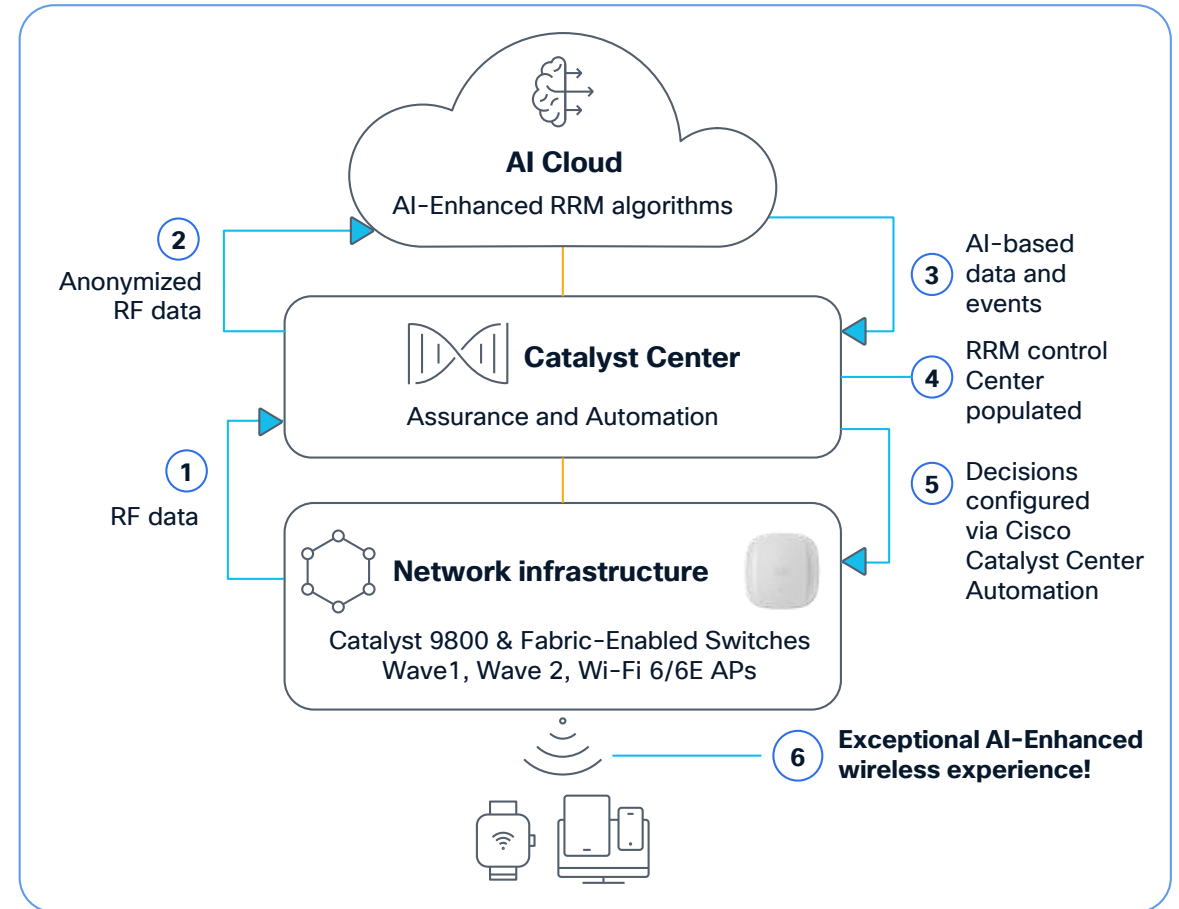 AI Cloud
AI-Enhanced RRM algorithms
2
Anonymized
RF data
3
AI-based
data and
events
Catalyst Center
Assurance and Automation
4
RRM control
Center
populated
1
RF data
5
Decisions
configured
via Cisco
Catalyst Center
Automation
Network infrastructure
Catalyst 9800 & Fabric-Enabled Switches
Wave1, Wave 2, Wi-Fi 6/6E APs
6
Exceptional AI-Enhanced
wireless experience!